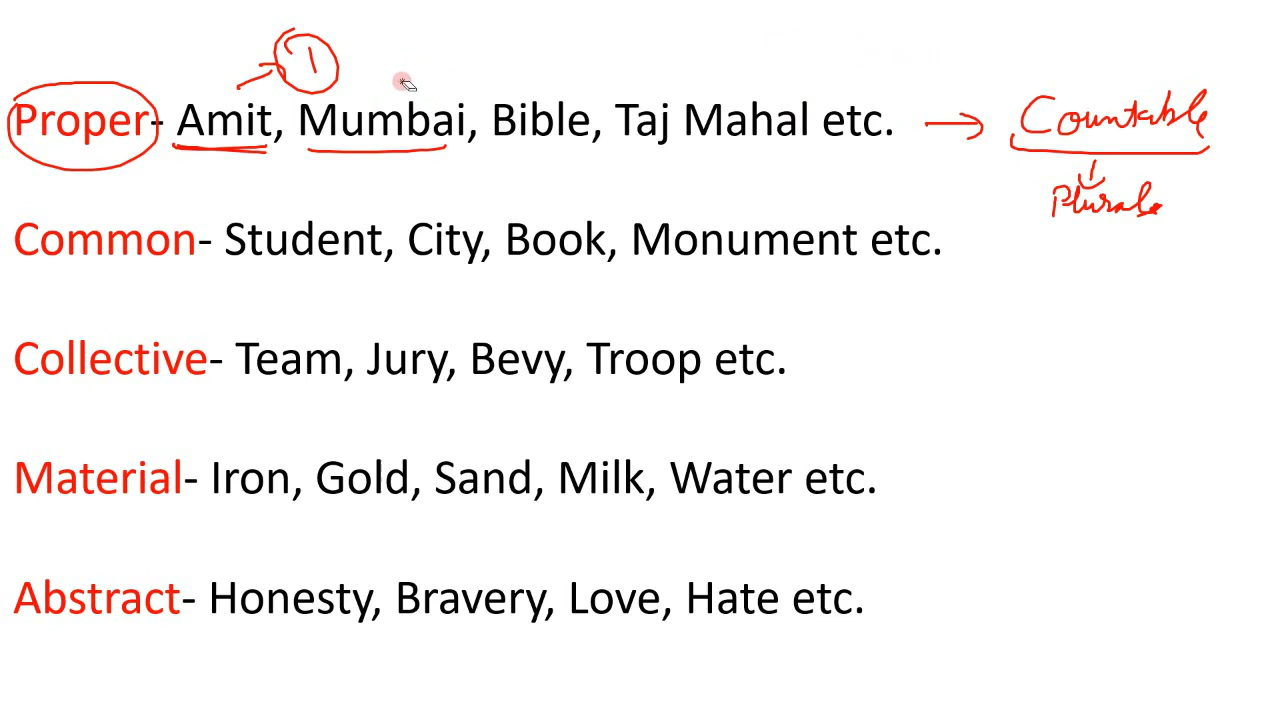 1
Proper- Amit, Mumbai, Bible, Taj Mahal etc. → Countable
Plurals
Common- Student, City, Book, Monument etc.
Collective- Team, Jury, Bevy, Troop etc.
Material- Iron, Gold, Sand, Milk, Water etc.
Abstract- Honesty, Bravery, Love, Hate etc.